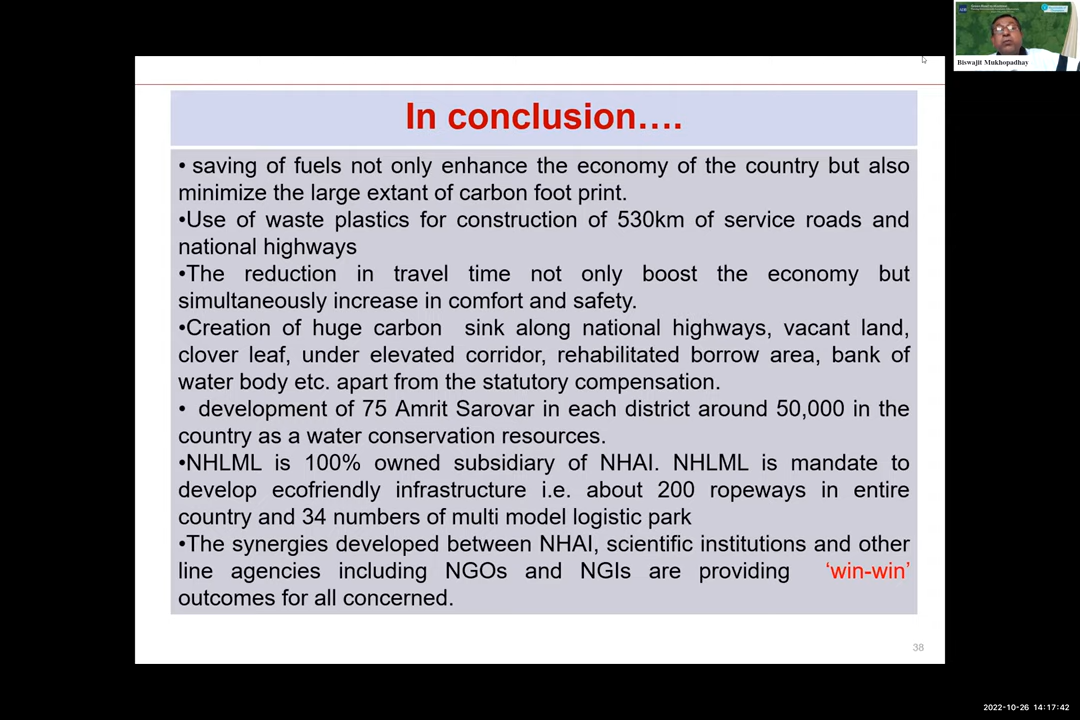 Biswajit Mukhopadhay
In conclusion….
• saving of fuels not only enhance the economy of the country but also
minimize the large extant of carbon foot print.
•Use of waste plastics for construction of 530km of service roads and
national highways
•The reduction in travel time not only boost the economy but
simultaneously increase in comfort and safety.
•Creation of huge carbon sink along national highways, vacant land,
clover leaf, under elevated corridor, rehabilitated borrow area, bank of
water body etc. apart from the statutory compensation.
• development of 75 Amrit Sarovar in each district around 50,000 in the
country as a water conservation resources.
•NHLML is 100% owned subsidiary of NHAI. NHLML is mandate to
develop ecofriendly infrastructure i.e. about 200 ropeways in entire
country and 34 numbers of multi model logistic park
•The synergies developed between NHAI, scientific institutions and other
line agencies including NGOs and NGIs are providing ‘win-win’
outcomes for all concerned.
38
2022-10-26 14:17:42